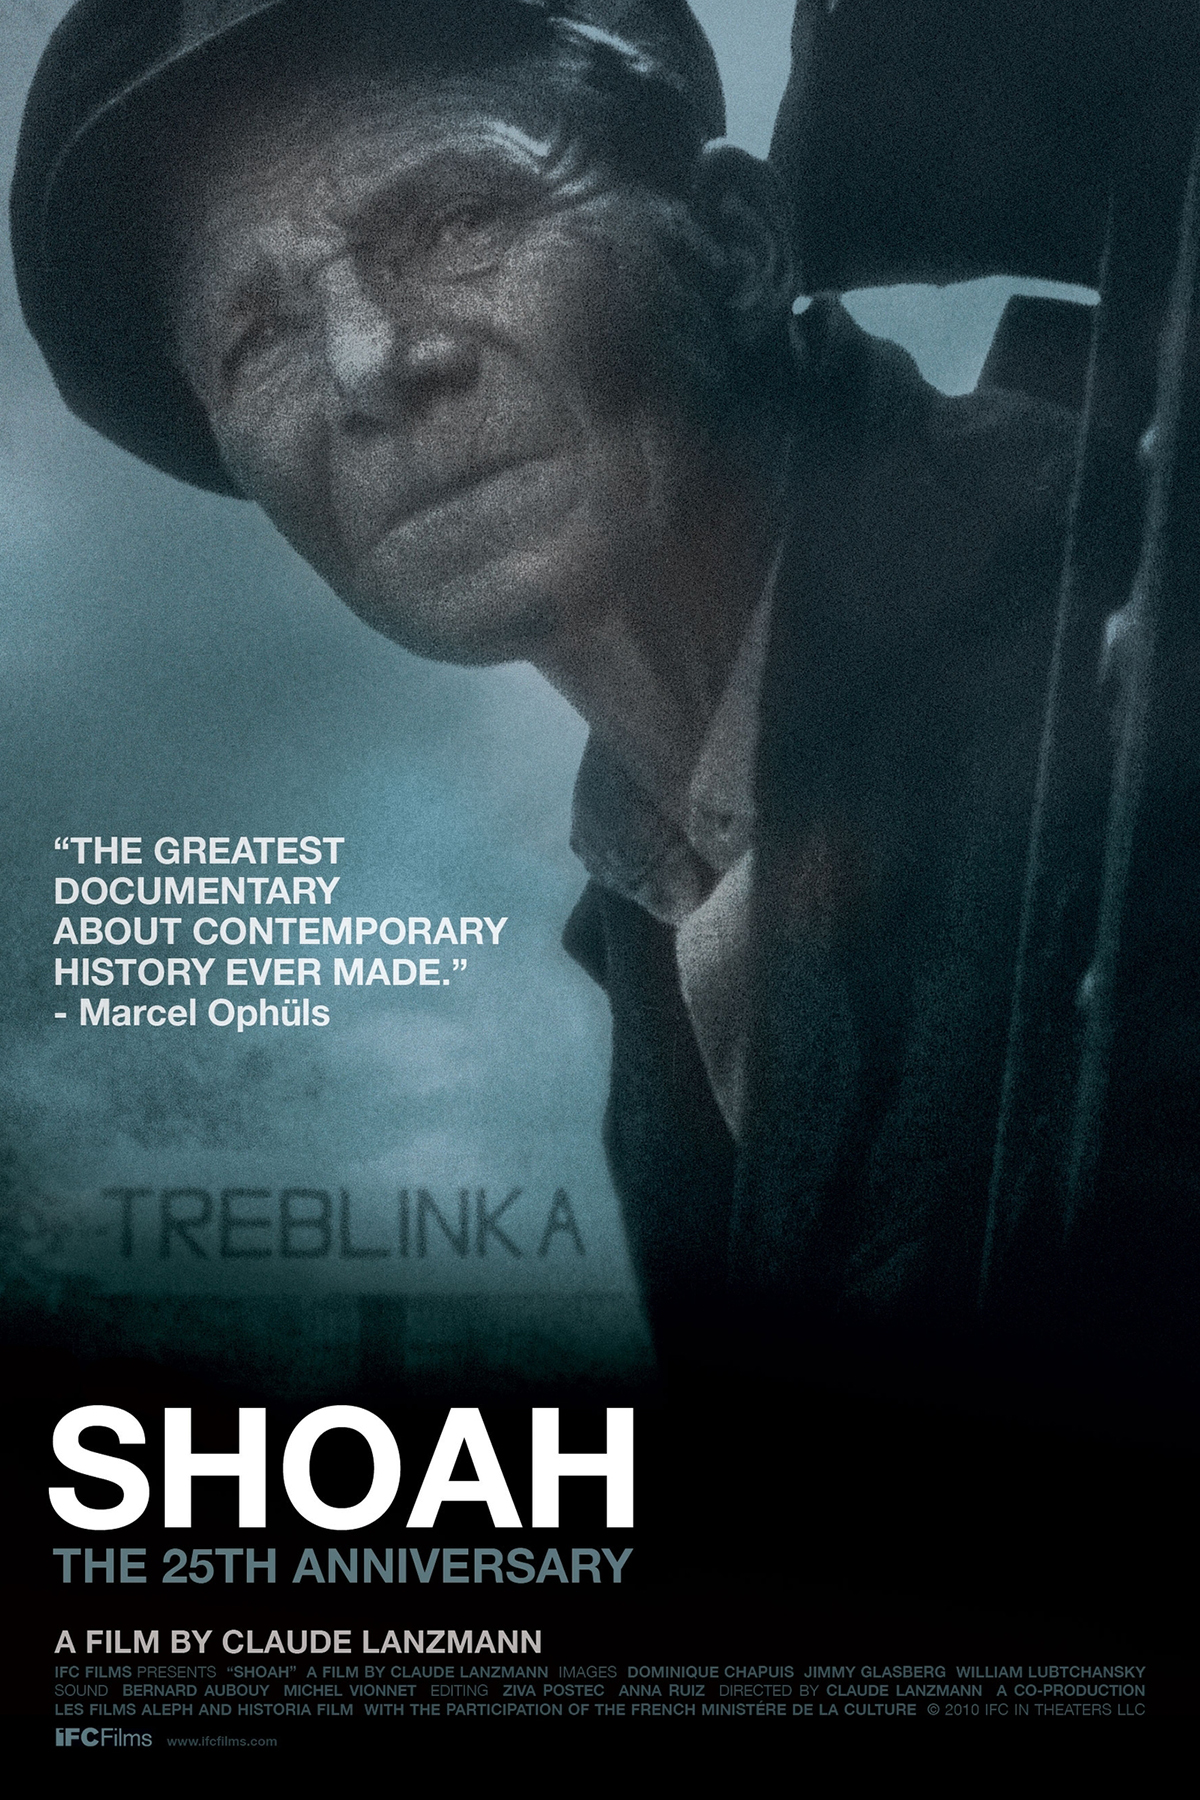 “THE GREATEST
DOCUMENTARY
ABOUT CONTEMPORARY
HISTORY EVER MADE.”
- Marcel Ophüls
TREBLINKA
SHOAH
THE 25TH ANNIVERSARY
A FILM BY CLAUDE LANZMANN
IFC FILMS PRESENTS “SHOAH” A FILM BY CLAUDE LANZMANN IMAGES DOMINIQUE CHAPUIS JIMMY GLASBERG WILLIAM LUBTCHANSKY
SOUND BERNARD AUBOUY MICHEL VIONNET EDITING ZIVA POSTEC ANNA RUIZ DIRECTED BY CLAUDE LANZMANN A CO-PRODUCTION
LES FILMS ALEPH AND HISTORIA FILM WITH THE PARTICIPATION OF THE FRENCH MINISTÉRE DE LA CULTURE © 2010 IFC IN THEATERS LLC
IFCFilms www.ifcfilms.com